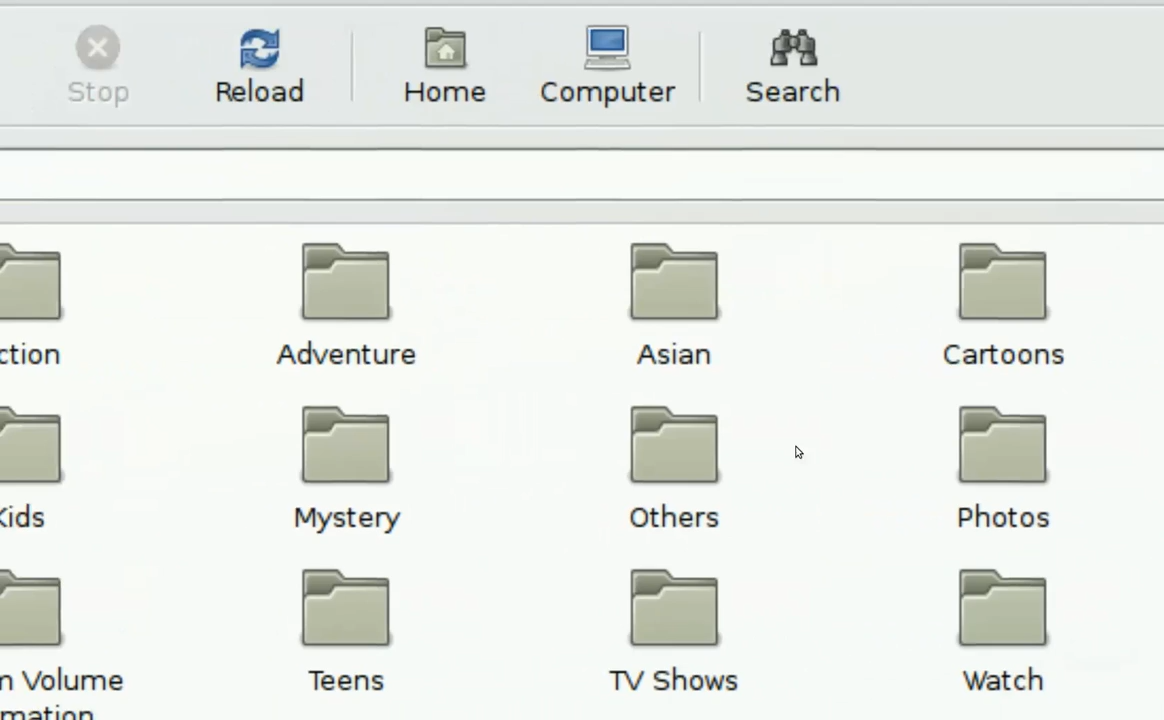 Stop Reload Home Computer Search
ction Adventure Asian Cartoons
Kids Mystery Others Photos
m Volume Teens TV Shows Watch
mation